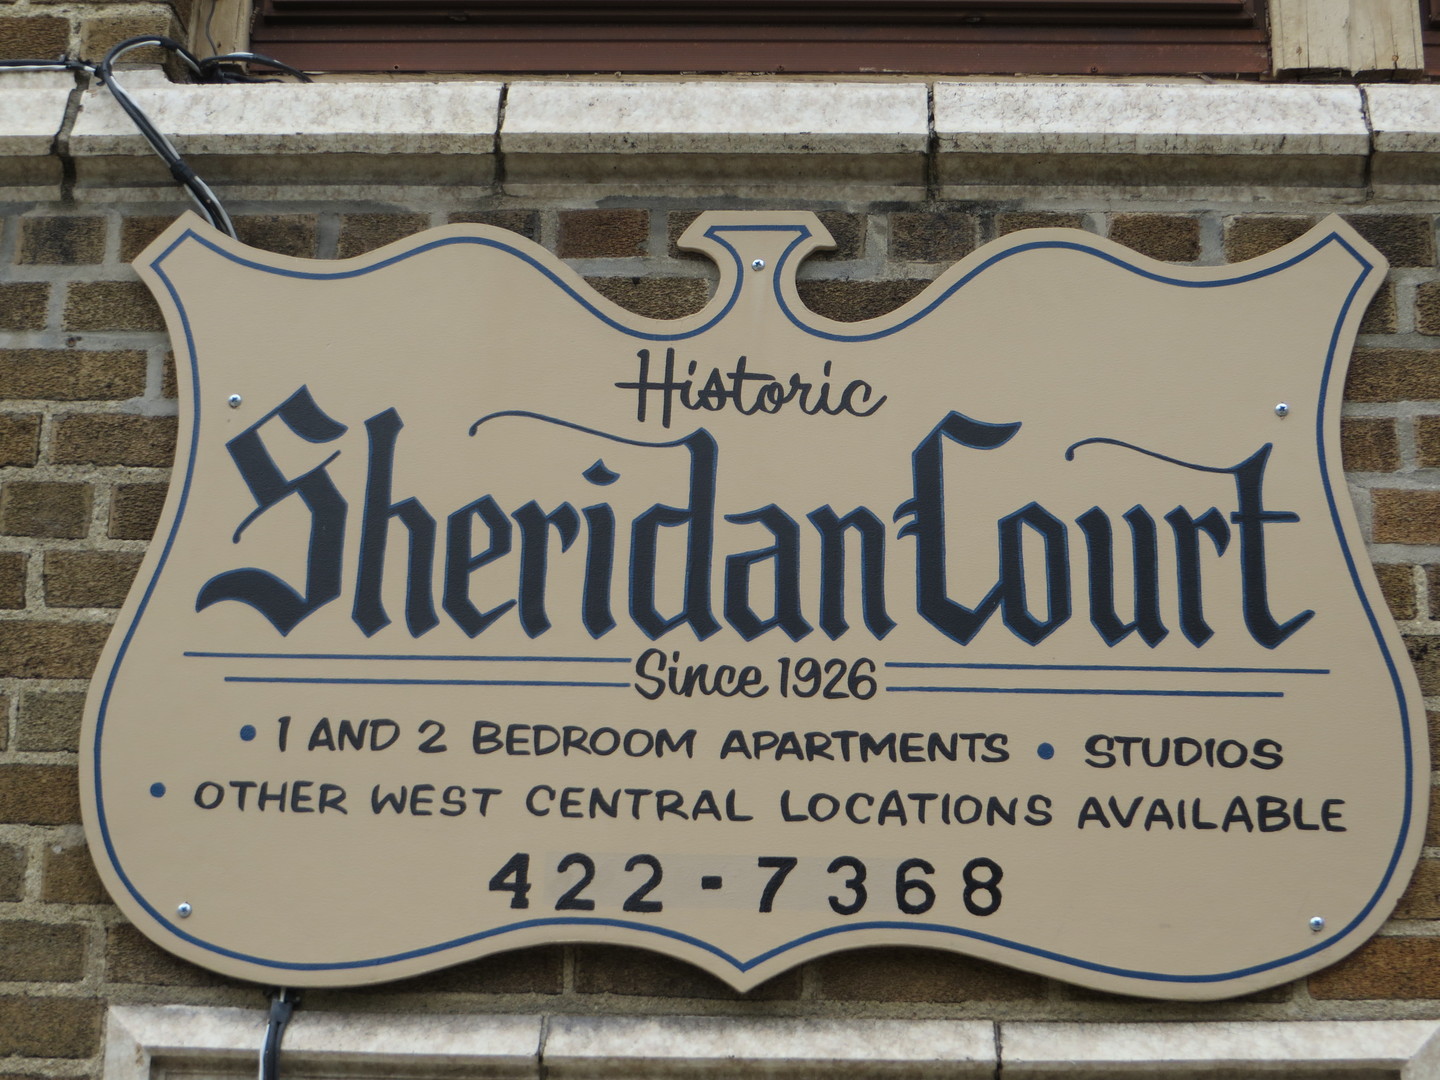 Historic
Sheridan Court
Since 1926
• 1 AND 2 BEDROOM APARTMENTS • STUDIOS
• OTHER WEST CENTRAL LOCATIONS AVAILABLE
422-7368